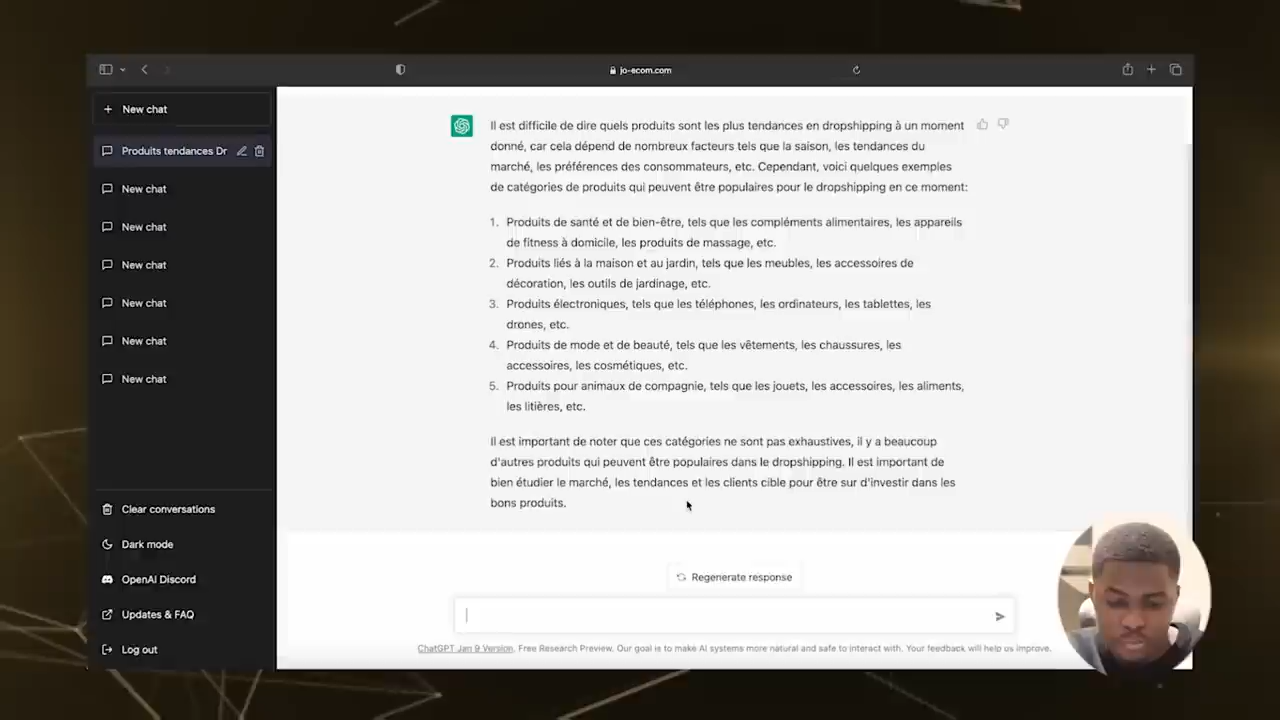 jo-ecom.com
New chat
Produits tendances Dr
New chat
New chat
New chat
New chat
New chat
New chat
Clear conversations
Dark mode
OpenAI Discord
Updates & FAQ
Log out
Il est difficile de dire quels produits sont les plus tendances en dropshipping à un moment
donné, car cela dépend de nombreux facteurs tels que la saison, les tendances du
marché, les préférences des consommateurs, etc. Cependant, voici quelques exemples
de catégories de produits qui peuvent être populaires pour le dropshipping en ce moment:
1. Produits de santé et de bien-être, tels que les compléments alimentaires, les appareils
de fitness à domicile, les produits de massage, etc.
2. Produits liés à la maison et au jardin, tels que les meubles, les accessoires de
décoration, les outils de jardinage, etc.
3. Produits électroniques, tels que les téléphones, les ordinateurs, les tablettes, les
drones, etc.
4. Produits de mode et de beauté, tels que les vêtements, les chaussures, les
accessoires, les cosmétiques, etc.
5. Produits pour animaux de compagnie, tels que les jouets, les accessoires, les aliments,
les litières, etc.
Il est important de noter que ces catégories ne sont pas exhaustives, il y a beaucoup
d'autres produits qui peuvent être populaires dans le dropshipping. Il est important de
bien étudier le marché, les tendances et les clients cible pour être sur d'investir dans les
bons produits.
Regenerate response
ChatGPT Jan 9 Version. Free Research Preview. Our goal is to make AI systems more natural and safe to interact with. Your feedback will help us improve.